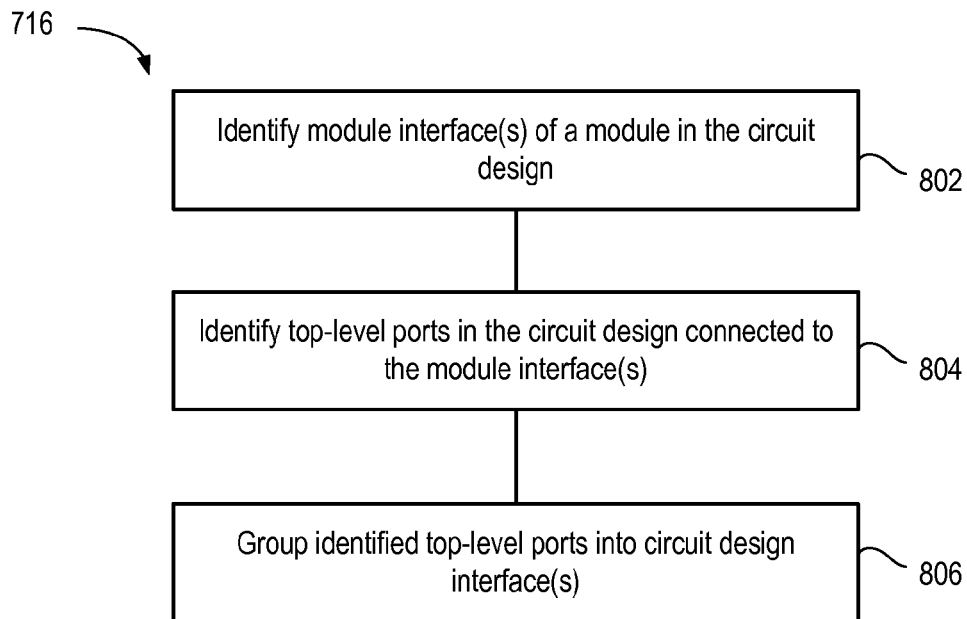 716
Identify module interface(s) of a module in the circuit
design
802
Identify top-level ports in the circuit design connected to
the module interface(s)
804
Group identified top-level ports into circuit design
interface(s)
806